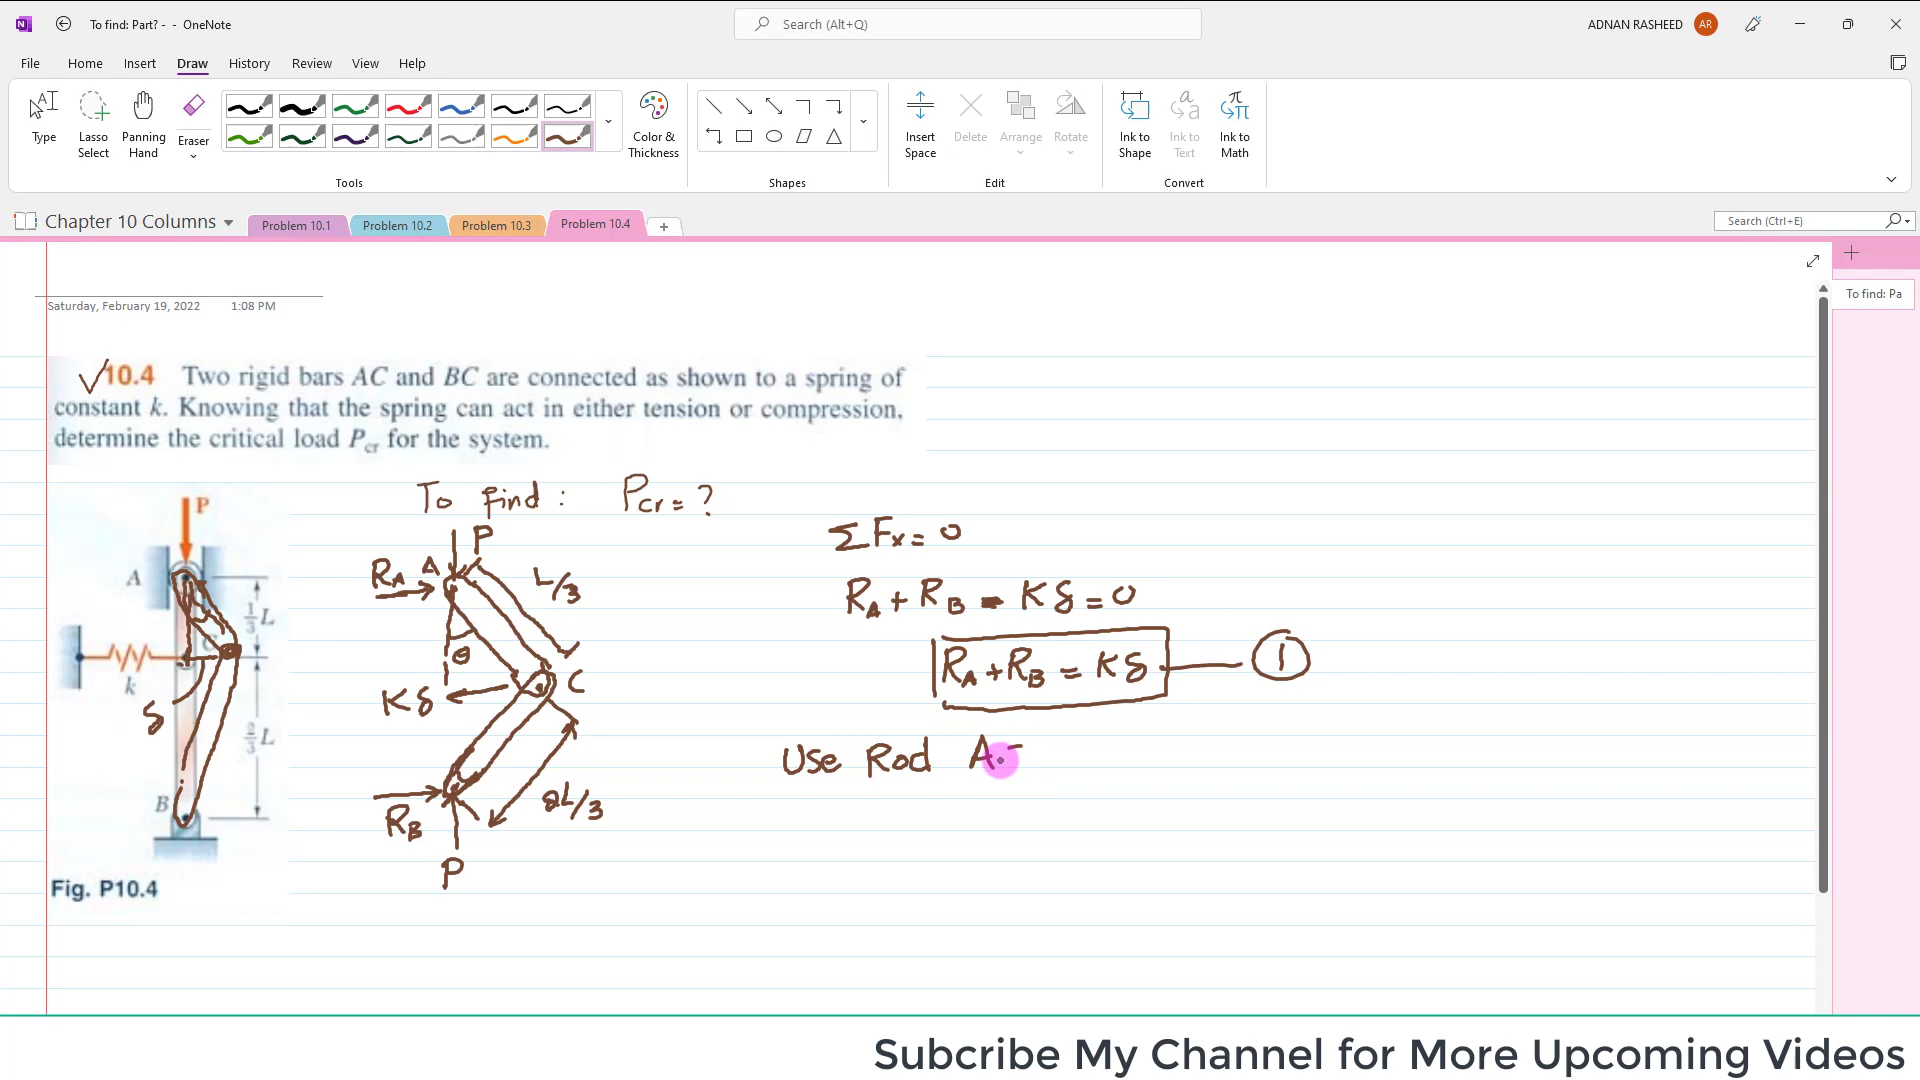 To find: Part? - - OneNote
Search (Alt+Q)
ADNAN RASHEED
AR
File Home Insert Draw History Review View Help
Type
Lasso Select
Panning Hand
Eraser
Color & Thickness
Insert Space
Delete
Arrange
Rotate
Ink to Shape
Ink to Text
Ink to Math
Tools
Shapes
Edit
Convert
Chapter 10 Columns
Problem 10.1
Problem 10.2
Problem 10.3
Problem 10.4
Search (Ctrl+E)
To find: Pa
Saturday, February 19, 2022 1:08 PM
10.4 Two rigid bars AC and BC are connected as shown to a spring of
constant k. Knowing that the spring can act in either tension or compression,
determine the critical load Pcr for the system.
To find : Pcr = ?
P
A
C
1/3 L
k
δ
2/3 L
B
Fig. P10.4
P
RA A
L/3
θ
Kδ
C
2L/3
RB
P
ΣFx = 0
RA + RB - Kδ = 0
RA + RB = Kδ
1
Use Rod A
Subcribe My Channel for More Upcoming Videos